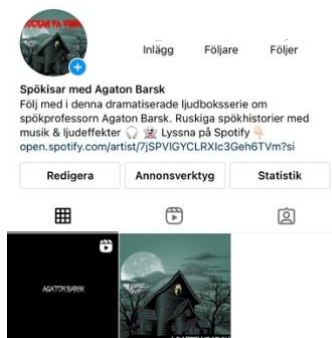 Inlägg Följare Följer
Spökisar med Agaton Barsk
Följ med i denna dramatiserade ljudboksserie om
spökprofessorn Agaton Barsk. Ruskiga spökhistorier med
musik & ljudeffekter 🎧 👻 Lyssna på Spotify 👇🏻
open.spotify.com/artist/7jSPVIGYCLRXIc3Geh6TVm?si
Redigera Annonsverktyg Statistik
AGATON BARSK